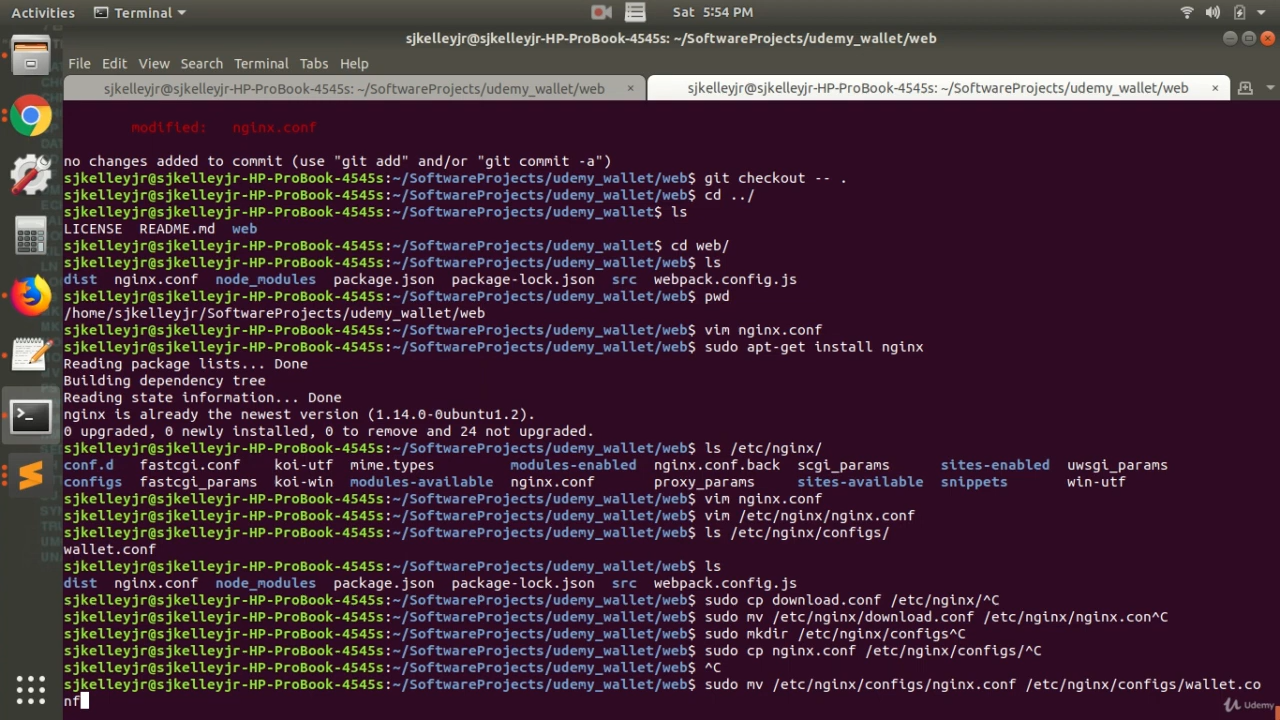 Activities Terminal Sat 5:54 PM
sjkelleyjr@sjkelleyjr-HP-ProBook-4545s: ~/SoftwareProjects/udemy_wallet/web
File Edit View Search Terminal Tabs Help
sjkelleyjr@sjkelleyjr-HP-ProBook-4545s: ~/SoftwareProjects/udemy_wallet/web × sjkelleyjr@sjkelleyjr-HP-ProBook-4545s: ~/SoftwareProjects/udemy_wallet/web ×
modified: nginx.conf
no changes added to commit (use "git add" and/or "git commit -a")
sjkelleyjr@sjkelleyjr-HP-ProBook-4545s:~/SoftwareProjects/udemy_wallet/web$ git checkout -- .
sjkelleyjr@sjkelleyjr-HP-ProBook-4545s:~/SoftwareProjects/udemy_wallet/web$ cd ../
sjkelleyjr@sjkelleyjr-HP-ProBook-4545s:~/SoftwareProjects/udemy_wallet$ ls
LICENSE README.md web
sjkelleyjr@sjkelleyjr-HP-ProBook-4545s:~/SoftwareProjects/udemy_wallet$ cd web/
sjkelleyjr@sjkelleyjr-HP-ProBook-4545s:~/SoftwareProjects/udemy_wallet/web$ ls
dist nginx.conf node_modules package.json package-lock.json src webpack.config.js
sjkelleyjr@sjkelleyjr-HP-ProBook-4545s:~/SoftwareProjects/udemy_wallet/web$ pwd
/home/sjkelleyjr/SoftwareProjects/udemy_wallet/web
sjkelleyjr@sjkelleyjr-HP-ProBook-4545s:~/SoftwareProjects/udemy_wallet/web$ vim nginx.conf
sjkelleyjr@sjkelleyjr-HP-ProBook-4545s:~/SoftwareProjects/udemy_wallet/web$ sudo apt-get install nginx
Reading package lists... Done
Building dependency tree
Reading state information... Done
nginx is already the newest version (1.14.0-0ubuntu1.2).
0 upgraded, 0 newly installed, 0 to remove and 24 not upgraded.
sjkelleyjr@sjkelleyjr-HP-ProBook-4545s:~/SoftwareProjects/udemy_wallet/web$ ls /etc/nginx/
conf.d fastcgi.conf koi-utf mime.types modules-enabled nginx.conf.back scgi_params sites-enabled uwsgi_params
configs fastcgi_params koi-win modules-available nginx.conf proxy_params sites-available snippets win-utf
sjkelleyjr@sjkelleyjr-HP-ProBook-4545s:~/SoftwareProjects/udemy_wallet/web$ vim nginx.conf
sjkelleyjr@sjkelleyjr-HP-ProBook-4545s:~/SoftwareProjects/udemy_wallet/web$ vim /etc/nginx/nginx.conf
sjkelleyjr@sjkelleyjr-HP-ProBook-4545s:~/SoftwareProjects/udemy_wallet/web$ ls /etc/nginx/configs/
wallet.conf
sjkelleyjr@sjkelleyjr-HP-ProBook-4545s:~/SoftwareProjects/udemy_wallet/web$ ls
dist nginx.conf node_modules package.json package-lock.json src webpack.config.js
sjkelleyjr@sjkelleyjr-HP-ProBook-4545s:~/SoftwareProjects/udemy_wallet/web$ sudo cp download.conf /etc/nginx/^C
sjkelleyjr@sjkelleyjr-HP-ProBook-4545s:~/SoftwareProjects/udemy_wallet/web$ sudo mv /etc/nginx/download.conf /etc/nginx/nginx.con^C
sjkelleyjr@sjkelleyjr-HP-ProBook-4545s:~/SoftwareProjects/udemy_wallet/web$ sudo mkdir /etc/nginx/configs^C
sjkelleyjr@sjkelleyjr-HP-ProBook-4545s:~/SoftwareProjects/udemy_wallet/web$ sudo cp nginx.conf /etc/nginx/configs/^C
sjkelleyjr@sjkelleyjr-HP-ProBook-4545s:~/SoftwareProjects/udemy_wallet/web$ ^C
sjkelleyjr@sjkelleyjr-HP-ProBook-4545s:~/SoftwareProjects/udemy_wallet/web$ sudo mv /etc/nginx/configs/nginx.conf /etc/nginx/configs/wallet.co
nf
Udemy